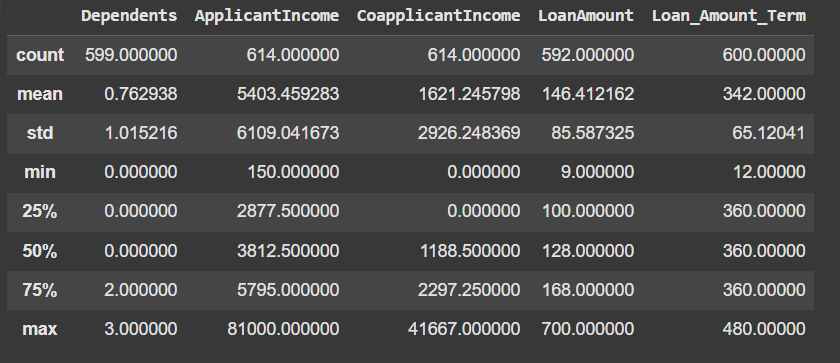 Dependents ApplicantIncome CoapplicantIncome LoanAmount Loan_Amount_Term
count 599.000000 614.000000 614.000000 592.000000 600.00000
mean 0.762938 5403.459283 1621.245798 146.412162 342.00000
std 1.015216 6109.041673 2926.248369 85.587325 65.12041
min 0.000000 150.000000 0.000000 9.000000 12.00000
25% 0.000000 2877.500000 0.000000 100.000000 360.00000
50% 0.000000 3812.500000 1188.500000 128.000000 360.00000
75% 2.000000 5795.000000 2297.250000 168.000000 360.00000
max 3.000000 81000.000000 41667.000000 700.000000 480.00000